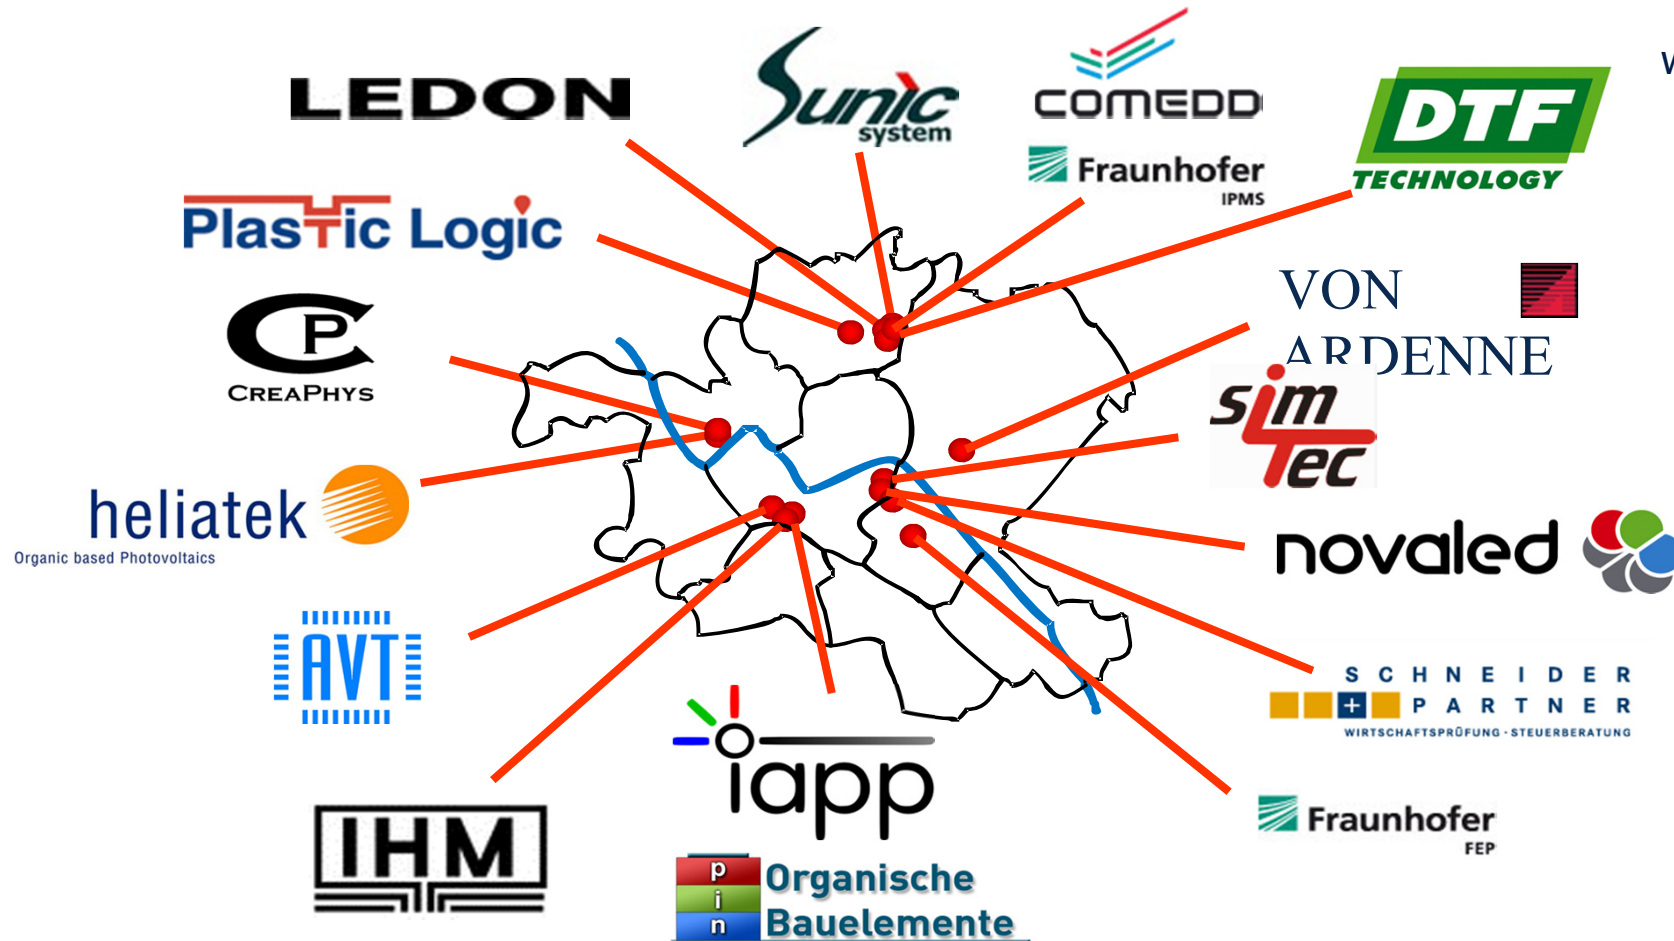 LEDON
Sunic
system
COMEDD
Fraunhofer
IPMS
DTF
TECHNOLOGY
Plastic Logic
VON
ARDENNE
CP
CREAPHYS
sim
Tec
heliatek
Organic based Photovoltaics
novaled
AVT
SCHNEIDER
+ PARTNER
WIRTSCHAFTSPRÜFUNG · STEUERBERATUNG
iapp
IHM
Fraunhofer
FEP
p
i
n
Organische
Bauelemente